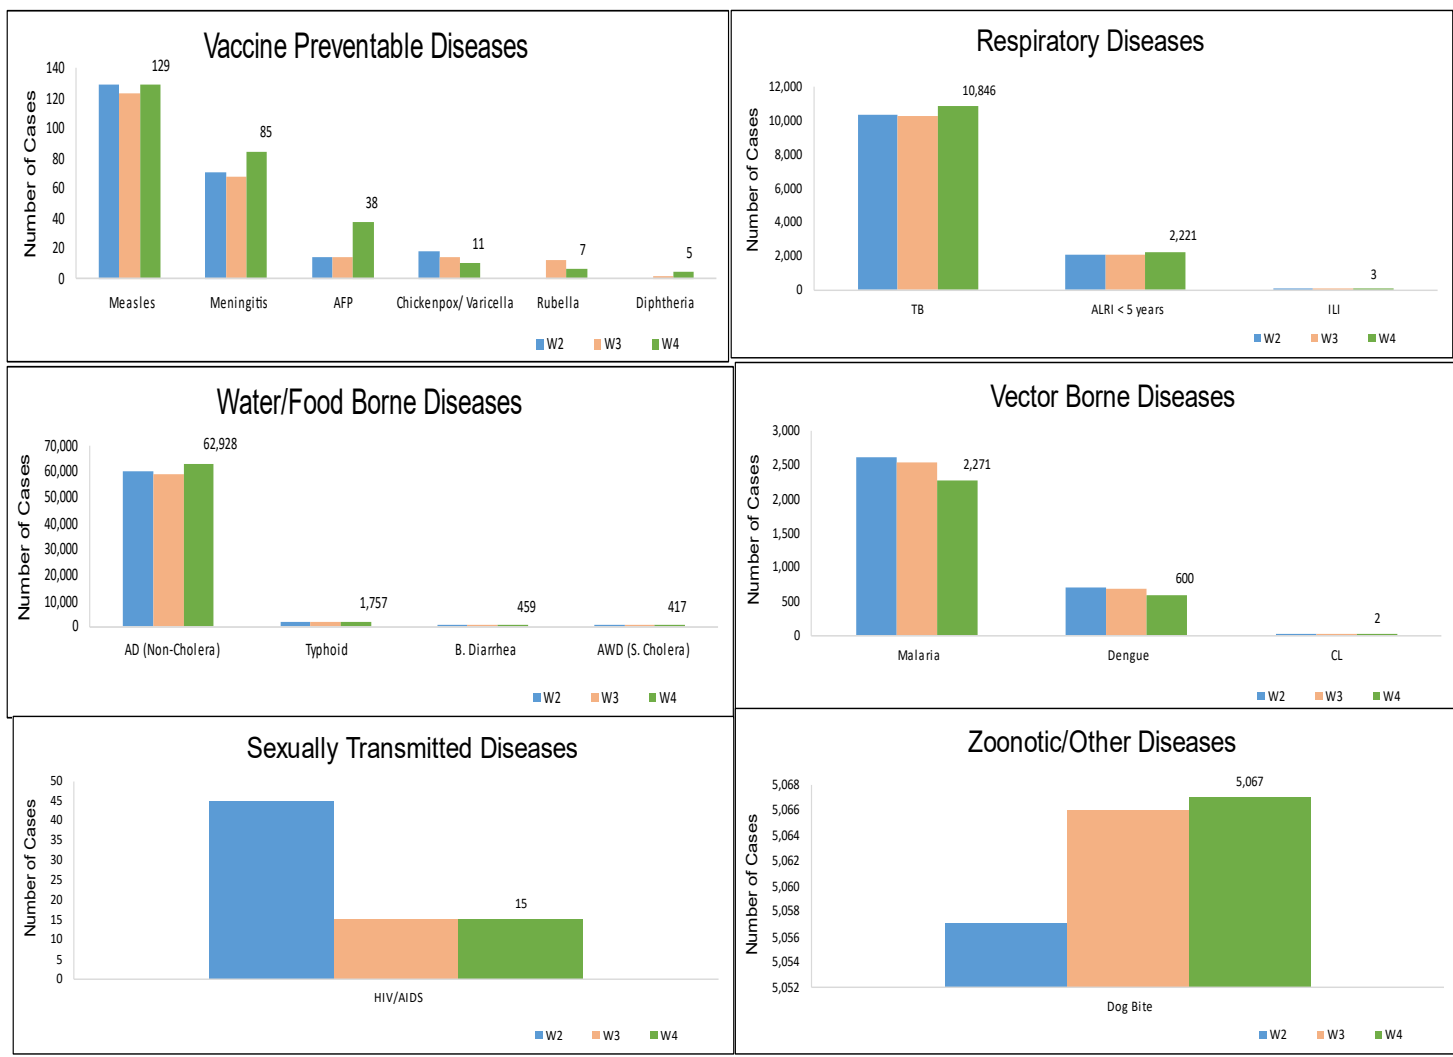 Vaccine Preventable Diseases
Number of Cases
140
120
100
80
60
40
20
0
129
85
38
11
7
5
Measles
Meningitis
AFP
Chickenpox/ Varicella
Rubella
Diphtheria
W2
W3
W4
Respiratory Diseases
Number of Cases
12,000
10,000
8,000
6,000
4,000
2,000
0
10,846
2,221
3
TB
ALRI < 5 years
ILI
W2
W3
W4
Water/Food Borne Diseases
Number of Cases
70,000
60,000
50,000
40,000
30,000
20,000
10,000
0
62,928
1,757
459
417
AD (Non-Cholera)
Typhoid
B. Diarrhea
AWD (S. Cholera)
W2
W3
W4
Vector Borne Diseases
Number of Cases
3,000
2,500
2,000
1,500
1,000
500
0
2,271
600
2
Malaria
Dengue
CL
W2
W3
W4
Sexually Transmitted Diseases
Number of Cases
50
45
40
35
30
25
20
15
10
5
0
15
HIV/AIDS
W2
W3
W4
Zoonotic/Other Diseases
Number of Cases
5,068
5,066
5,064
5,062
5,060
5,058
5,056
5,054
5,052
5,067
Dog Bite
W2
W3
W4